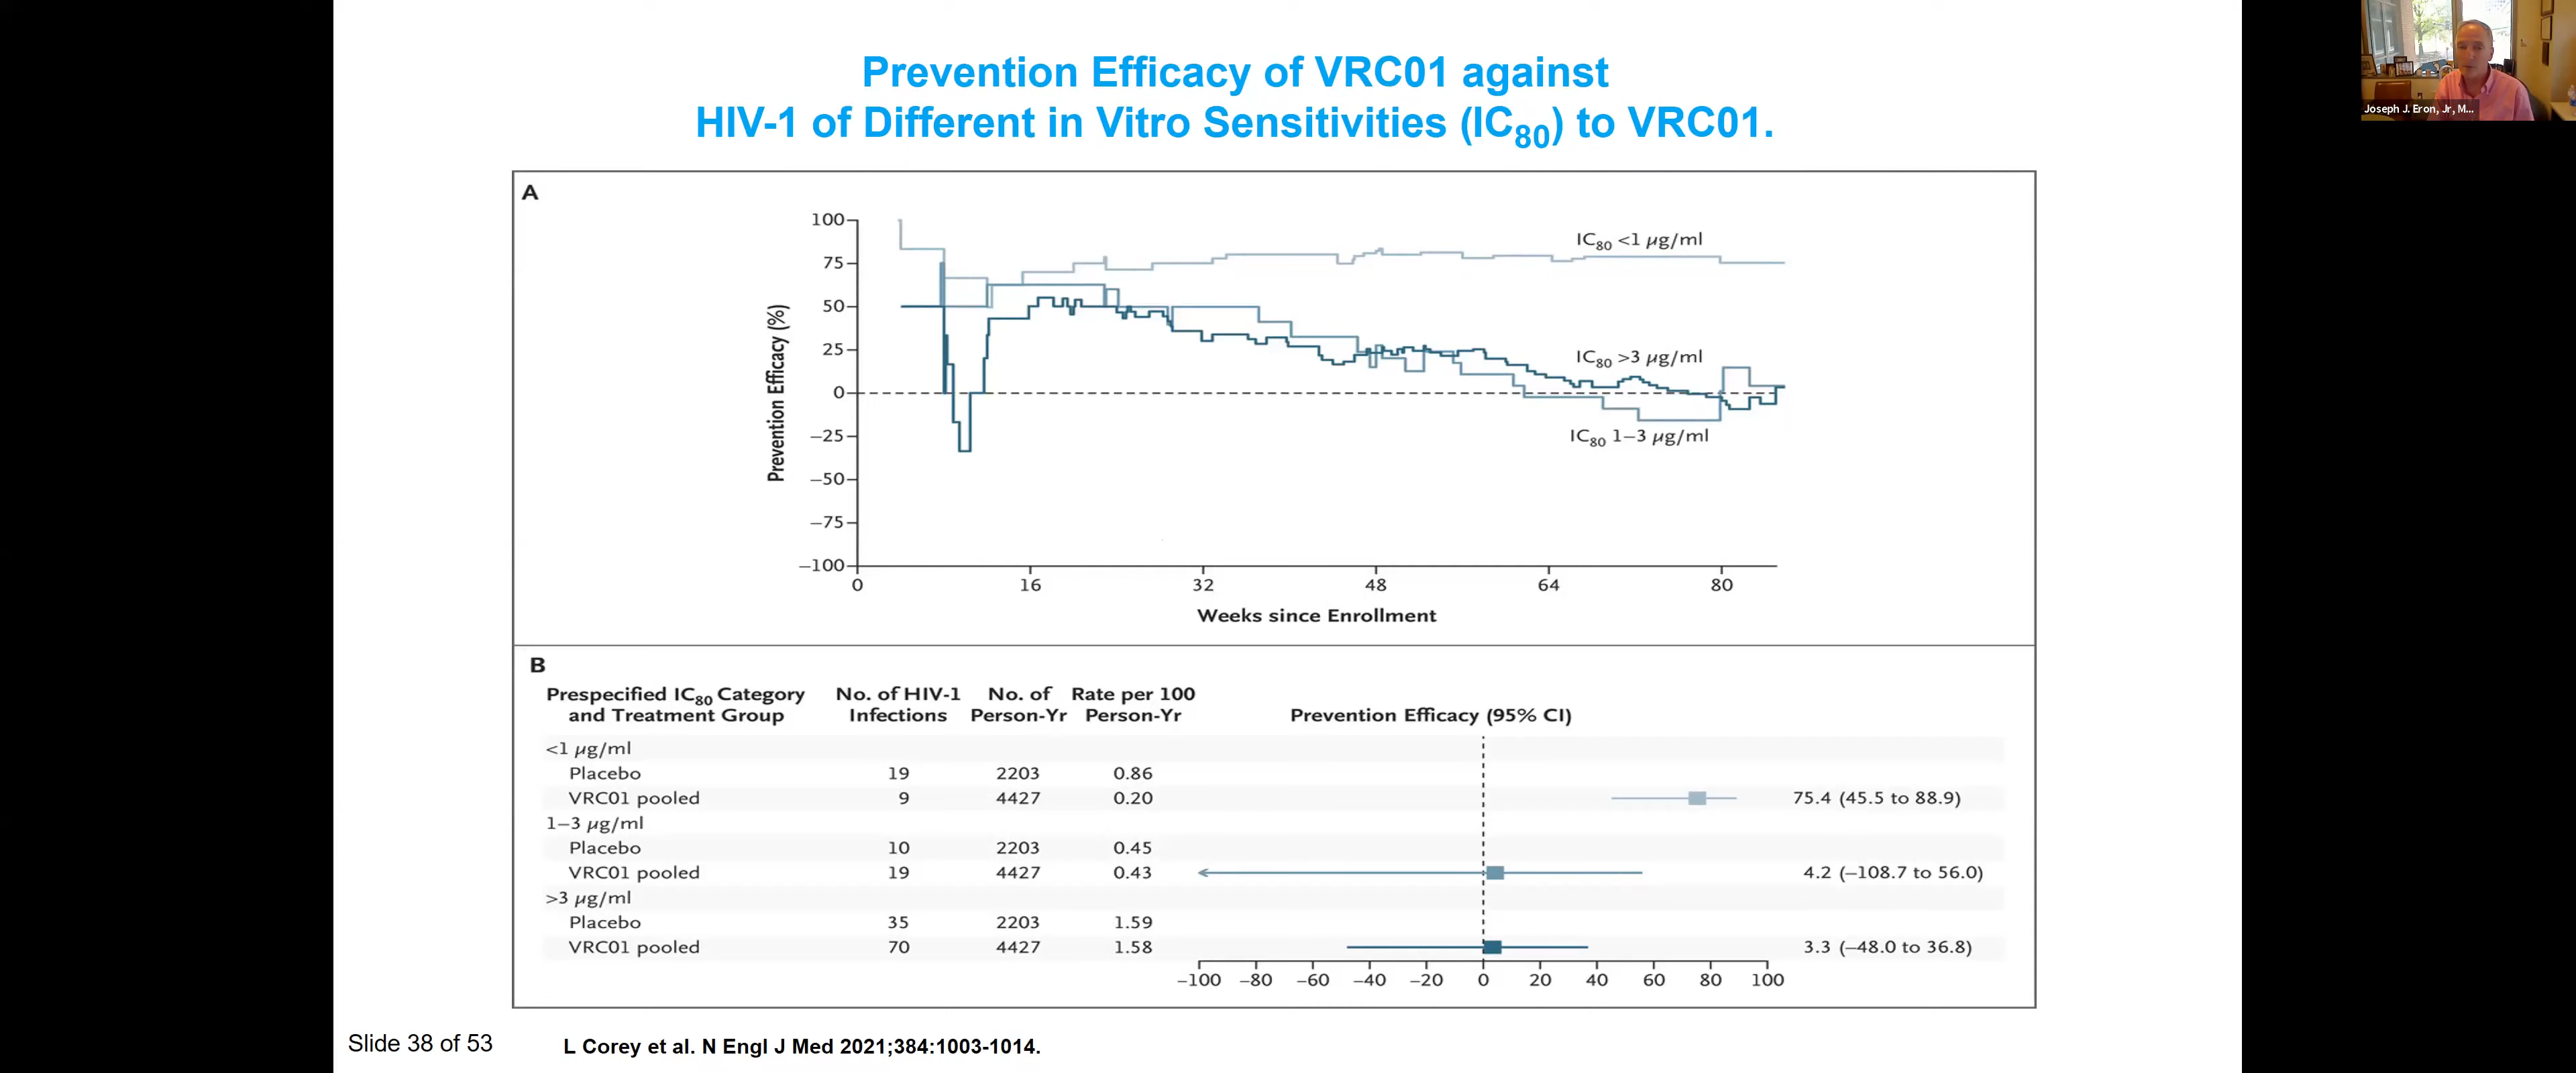 Prevention Efficacy of VRC01 against
HIV-1 of Different in Vitro Sensitivities (IC80) to VRC01.
Joseph J. Eron, Jr, M...
A
Prevention Efficacy (%)
100
75
50
25
0
−25
−50
−75
−100
IC80 <1 µg/ml
IC80 >3 µg/ml
IC80 1–3 µg/ml
0 16 32 48 64 80
Weeks since Enrollment
B
Prespecified IC80 Category and Treatment Group
No. of HIV-1 Infections
No. of Person-Yr
Rate per 100 Person-Yr
Prevention Efficacy (95% CI)
<1 µg/ml
Placebo 19 2203 0.86
VRC01 pooled 9 4427 0.20 75.4 (45.5 to 88.9)
1–3 µg/ml
Placebo 10 2203 0.45
VRC01 pooled 19 4427 0.43 4.2 (−108.7 to 56.0)
>3 µg/ml
Placebo 35 2203 1.59
VRC01 pooled 70 4427 1.58 3.3 (−48.0 to 36.8)
−100 −80 −60 −40 −20 0 20 40 60 80 100
Slide 38 of 53
L Corey et al. N Engl J Med 2021;384:1003-1014.